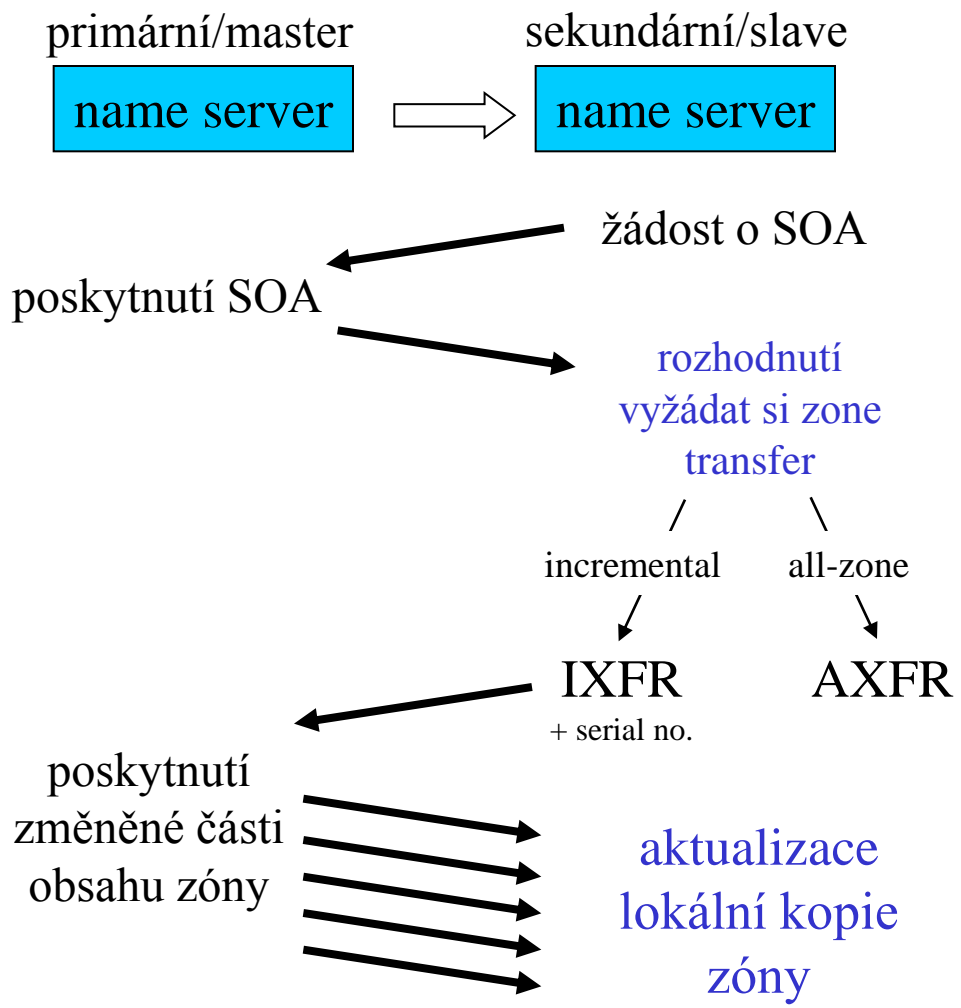 primární/master
sekundární/slave
name server
name server
žádost o SOA
poskytnutí SOA
rozhodnutí
vyžádat si zone
transfer
incremental
all-zone
IXFR
AXFR
+ serial no.
poskytnutí
změněné části
obsahu zóny
aktualizace
lokální kopie
zóny